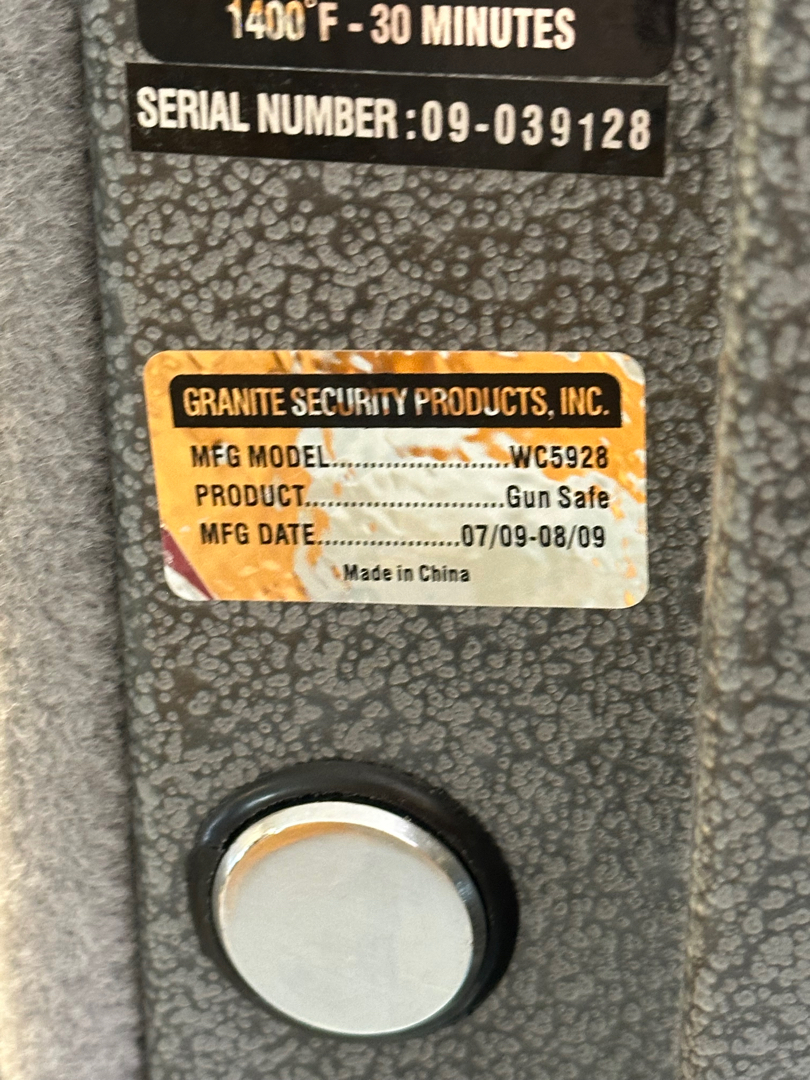 1400°F - 30 MINUTES
SERIAL NUMBER:09-039128
GRANITE SECURITY PRODUCTS, INC.
MFG MODEL.......................WC5928
PRODUCT..........................Gun Safe
MFG DATE...................07/09-08/09
Made in China